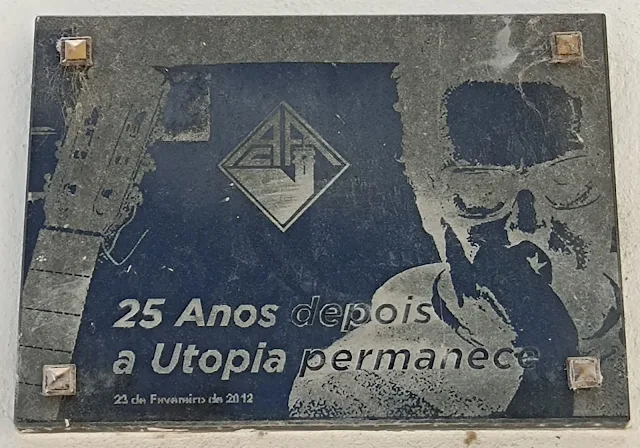 25 Anos depois
a Utopia permanece
23 de Fevereiro de 2012